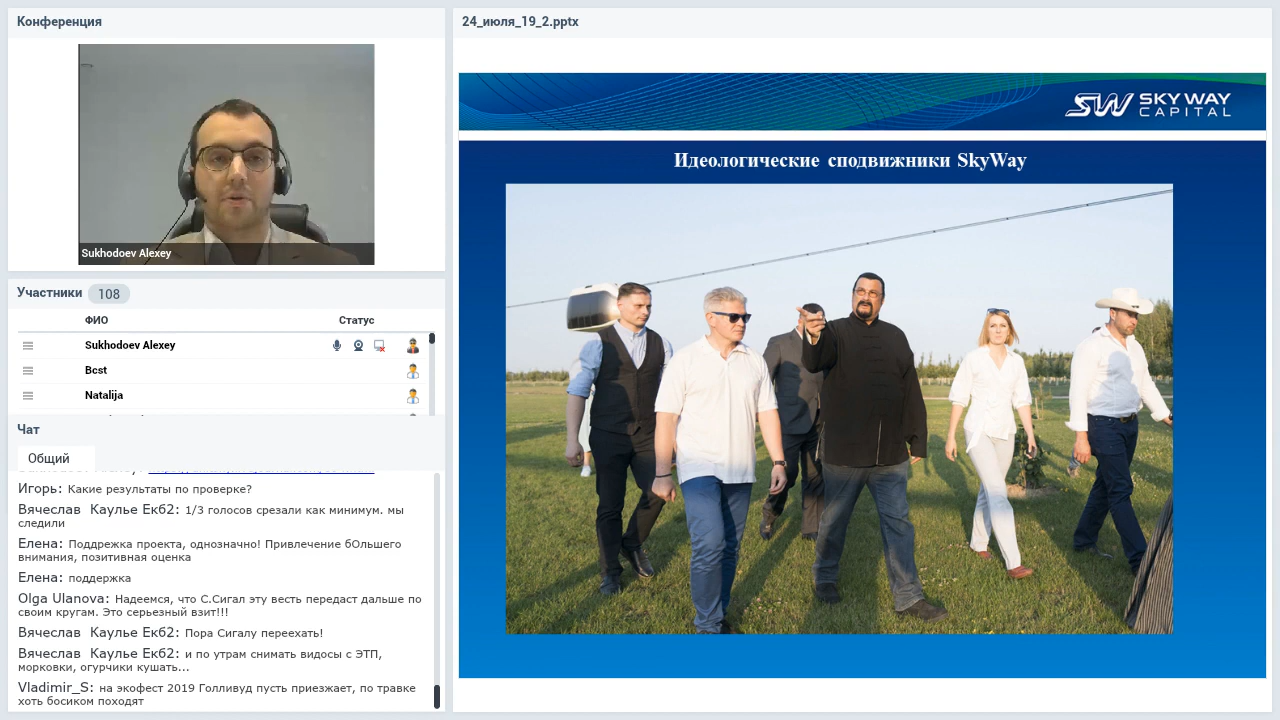 Конференция
Sukhodoev Alexey
Участники 108
ФИО Статус
Sukhodoev Alexey
Bcst
Natalija
Чат
Общий
Игорь: Какие результаты по проверке?
Вячеслав Каулье Екб2: 1/3 голосов срезали как минимум. мы
следили
Елена: Поддрежка проекта, однозначно! Привлечение бОльшего
внимания, позитивная оценка
Елена: поддержка
Olga Ulanova: Надеемся, что С.Сигал эту весть передаст дальше по
своим кругам. Это серьезный взит!!!
Вячеслав Каулье Екб2: Пора Сигалу переехать!
Вячеслав Каулье Екб2: и по утрам снимать видосы с ЭТП,
морковки, огурчики кушать...
Vladimir_S: на экофест 2019 Голливуд пусть приезжает, по травке
хоть босиком походят
24_июля_19_2.pptx
SW SKY WAY
CAPITAL
Идеологические сподвижники SkyWay